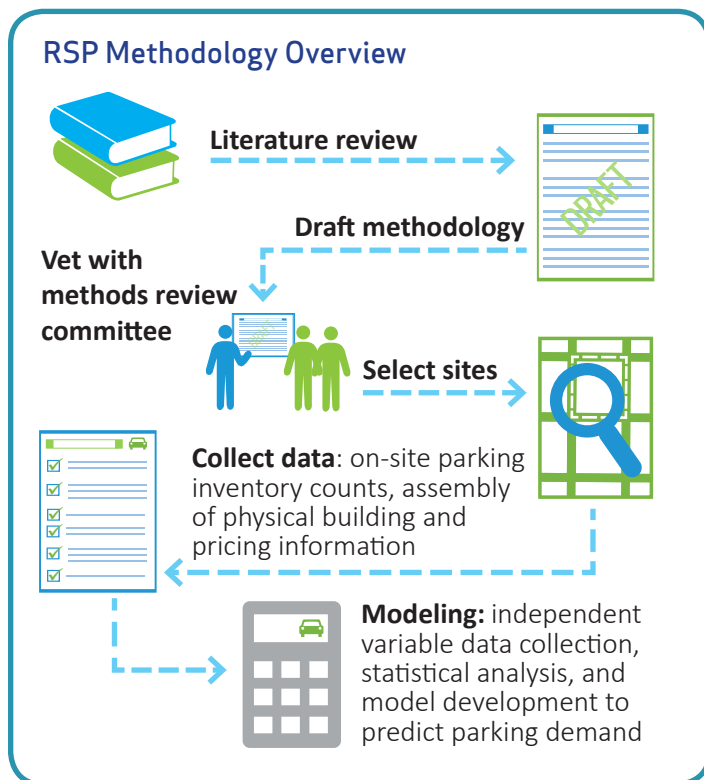 RSP Methodology Overview
Literature review
DRAFT
Draft methodology
Vet with
methods review
committee
DRAFT
Select sites
Collect data: on-site parking
inventory counts, assembly
of physical building and
pricing information
Modeling: independent
variable data collection,
statistical analysis, and
model development to
predict parking demand